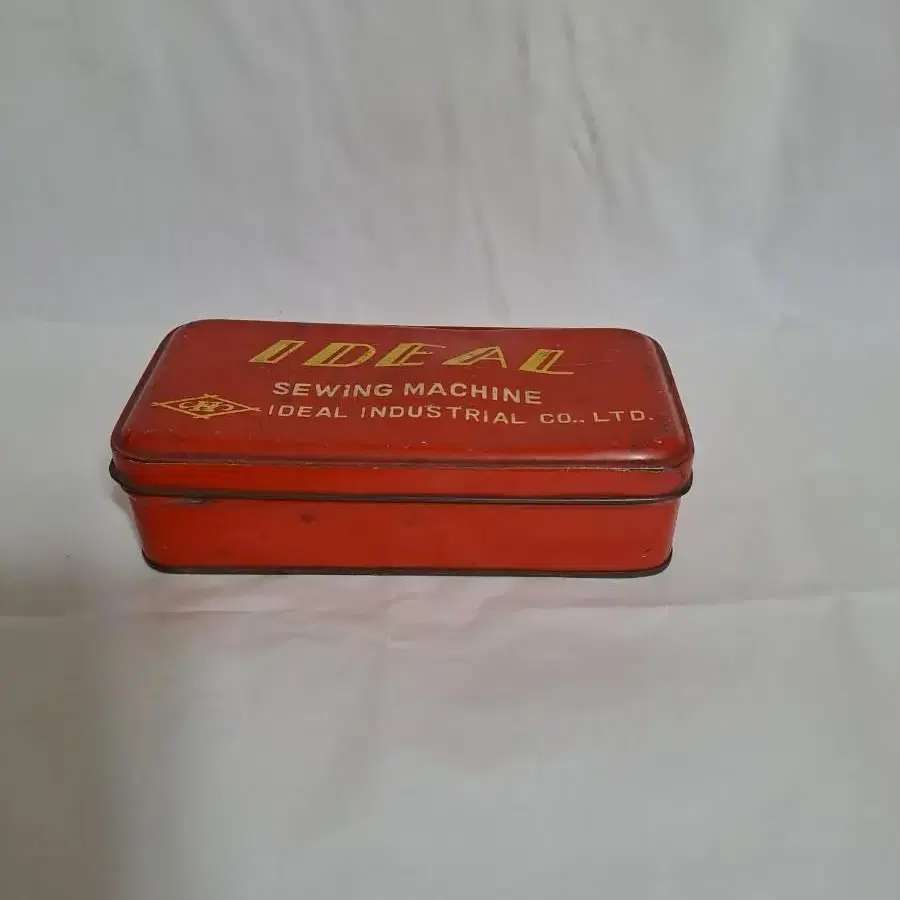 IDEAL
SEWING MACHINE
IDEAL INDUSTRIAL CO., LTD.